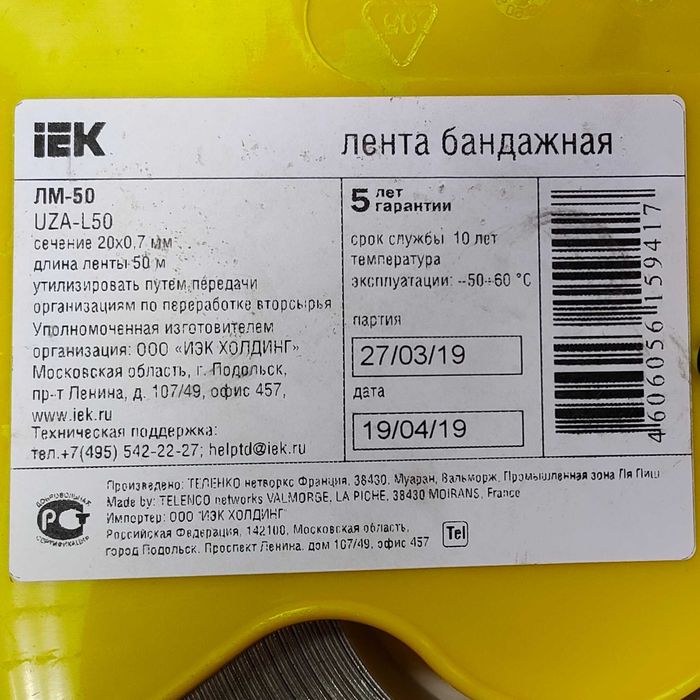 05
IEK
лента бандажная
ЛМ-50
UZA-L50
сечение 20x0,7 мм
длина ленты 50 м
утилизировать путем передачи
организациям по переработке вторсырья
Уполномоченная изготовителем
организация: ООО «ИЭК ХОЛДИНГ»
Московская область, г. Подольск,
пр-т Ленина, д. 107/49, офис 457,
www.iek.ru
Техническая поддержка:
тел.+7(495) 542-22-27; helptd@iek.ru
5 лет
гарантии
срок службы 10 лет
температура
эксплуатации: -50÷60 °С
партия
27/03/19
дата
19/04/19
4606056159417
ДОБРОВОЛЬНАЯ
РСТ
СЕРТИФИКАЦИЯ
Произведено: ТЕЛЕНКО нетворкс Франция, 38430, Муаран, Вальморж, Промышленная зона Ля Пиш
Made by: TELENCO networks VALMORGE, LA PICHE, 38430 MOIRANS, France
Импортер: ООО "ИЭК ХОЛДИНГ"
Российская Федерация, 142100, Московская область,
город Подольск, Проспект Ленина, дом 107/49, офис 457
Tel